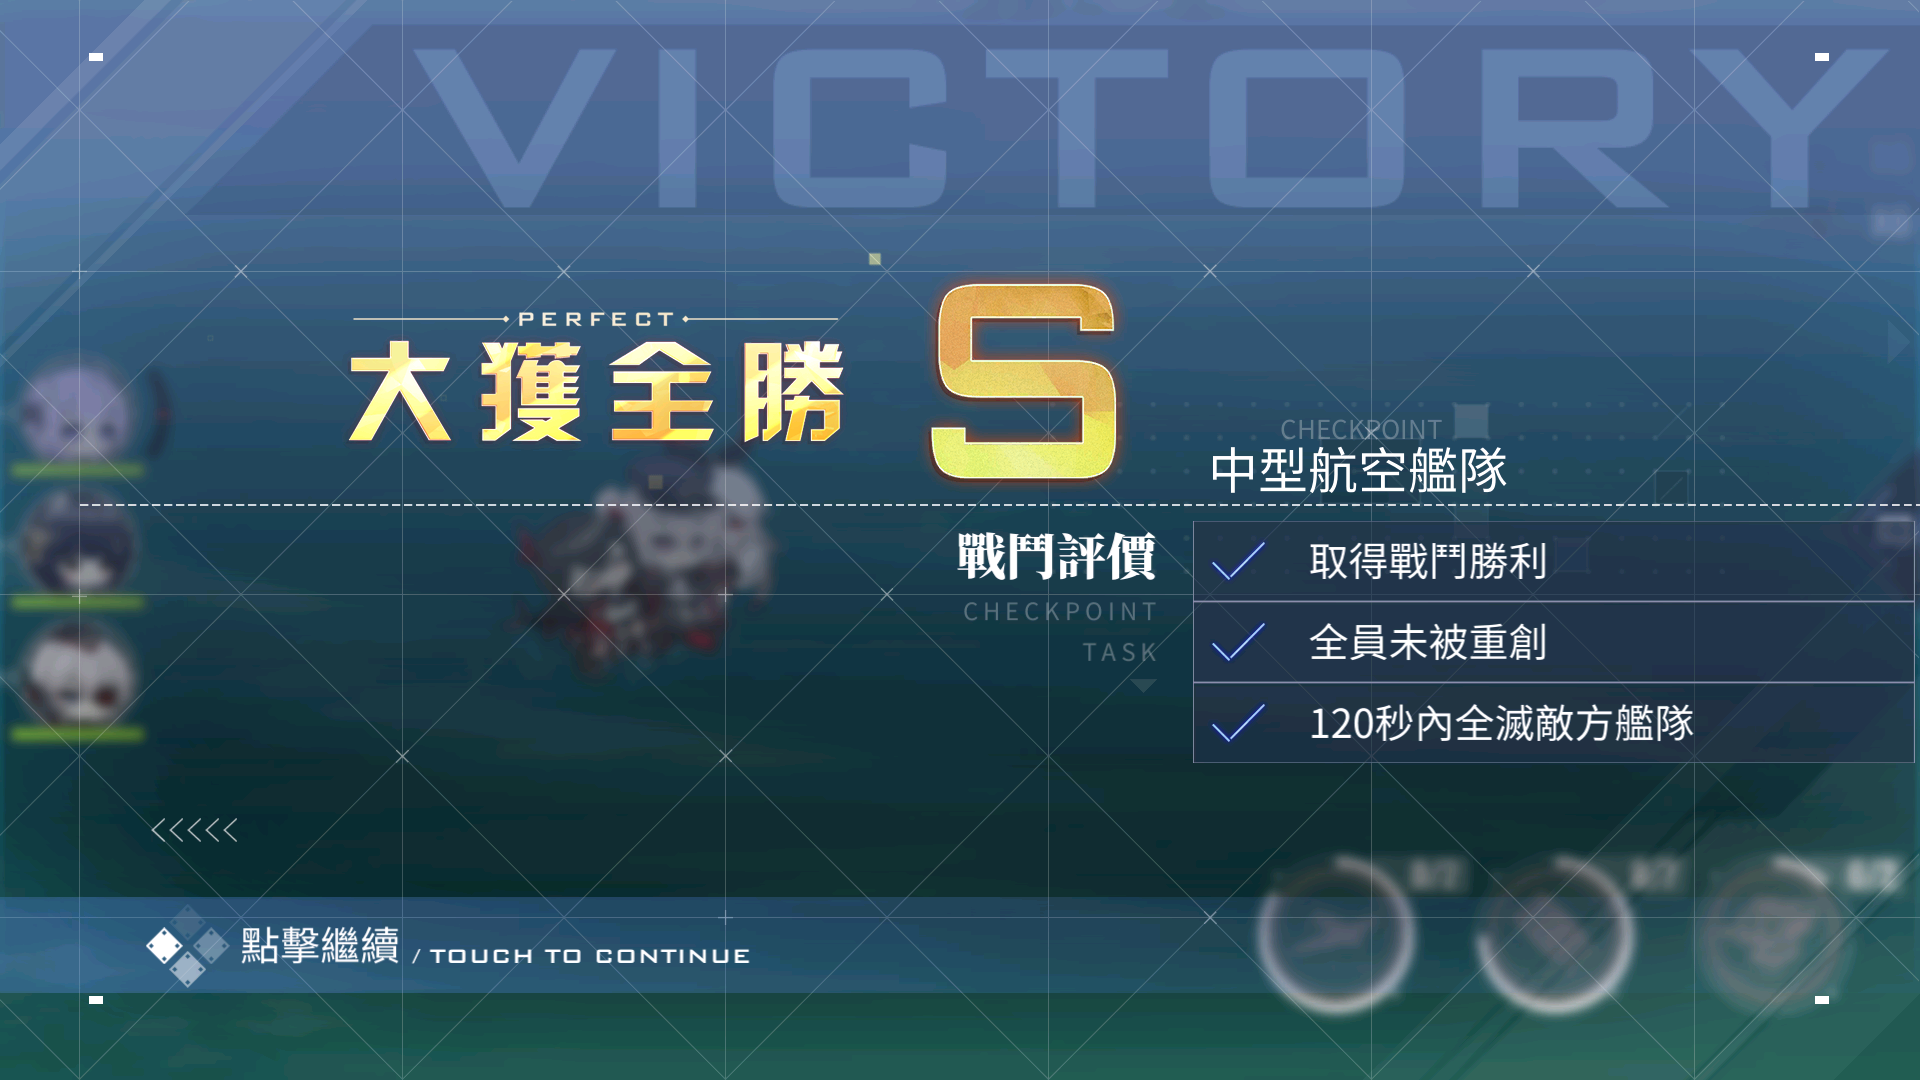 VICTORY
PERFECT
大獲全勝 S
CHECKPOINT
中型航空艦隊
戰鬥評價
CHECKPOINT
TASK
取得戰鬥勝利
全員未被重創
120秒內全滅敵方艦隊
點擊繼續 / TOUCH TO CONTINUE